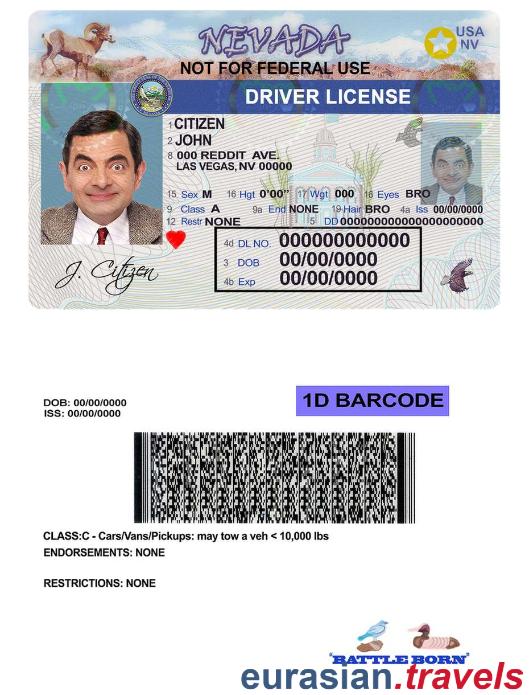 NEVADA
USA
NV
NOT FOR FEDERAL USE
DRIVER LICENSE
1 CITIZEN
2 JOHN
8 000 REDDIT AVE.
LAS VEGAS, NV 00000
15 Sex M 16 Hgt 0'00" 17 Wgt 000 18 Eyes BRO
9 Class A 9a End NONE 19 Hair BRO 4a Iss 00/00/0000
12 Restr NONE 5 DD 000000000000000000000
4d DL NO. 000000000000
3 DOB 00/00/0000
4b Exp 00/00/0000
J. Citizen
DOB: 00/00/0000
ISS: 00/00/0000
1D BARCODE
CLASS:C - Cars/Vans/Pickups: may tow a veh < 10,000 lbs
ENDORSEMENTS: NONE
RESTRICTIONS: NONE
"BATTLE BORN"
eurasian.travels